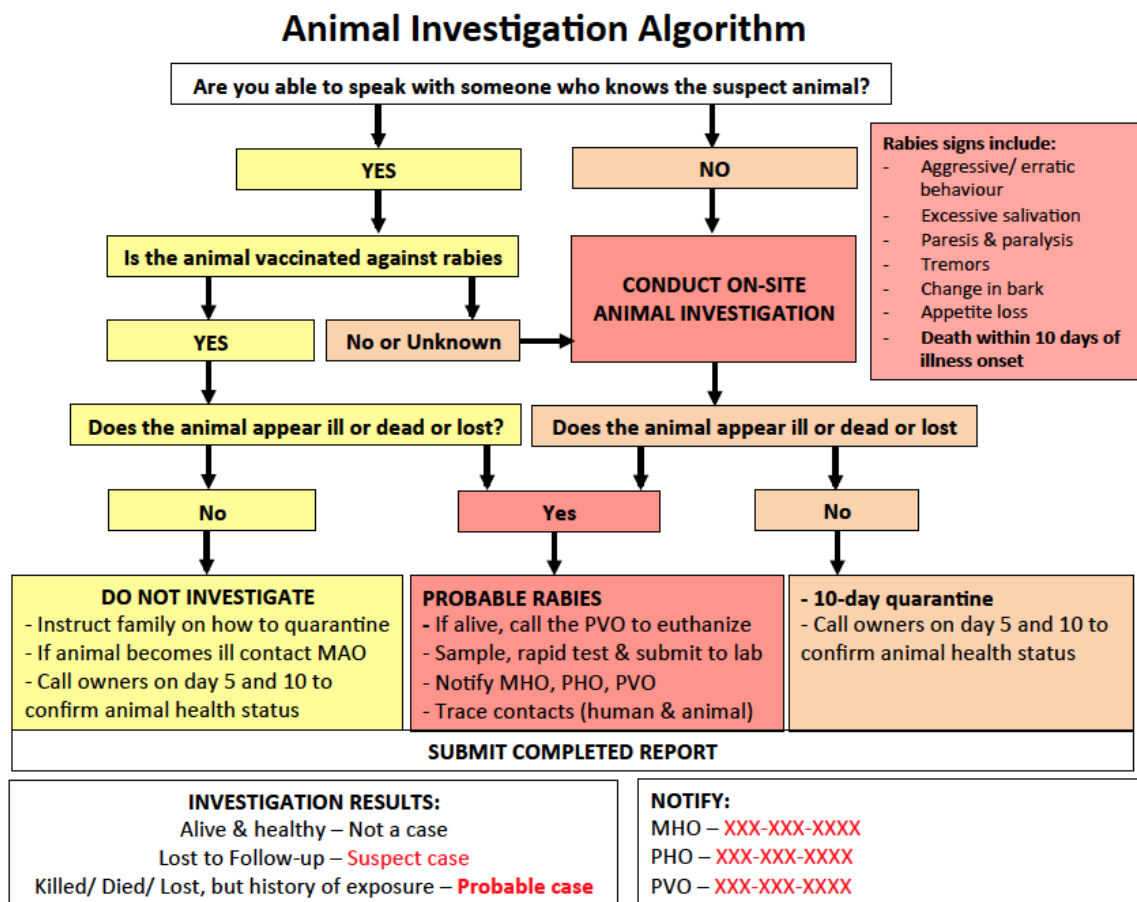 Animal Investigation Algorithm
Are you able to speak with someone who knows the suspect animal?
YES
NO
Rabies signs include:
- Aggressive/ erratic
behaviour
- Excessive salivation
- Paresis & paralysis
- Tremors
- Change in bark
- Appetite loss
- Death within 10 days of
illness onset
Is the animal vaccinated against rabies
CONDUCT ON-SITE
ANIMAL INVESTIGATION
YES
No or Unknown
Does the animal appear ill or dead or lost?
Does the animal appear ill or dead or lost
No
Yes
No
DO NOT INVESTIGATE
- Instruct family on how to quarantine
- If animal becomes ill contact MAO
- Call owners on day 5 and 10 to
confirm animal health status
PROBABLE RABIES
- If alive, call the PVO to euthanize
- Sample, rapid test & submit to lab
- Notify MHO, PHO, PVO
- Trace contacts (human & animal)
- 10-day quarantine
- Call owners on day 5 and 10 to
confirm animal health status
SUBMIT COMPLETED REPORT
INVESTIGATION RESULTS:
Alive & healthy – Not a case
Lost to Follow-up – Suspect case
Killed/ Died/ Lost, but history of exposure – Probable case
NOTIFY:
MHO – XXX-XXX-XXXX
PHO – XXX-XXX-XXXX
PVO – XXX-XXX-XXXX